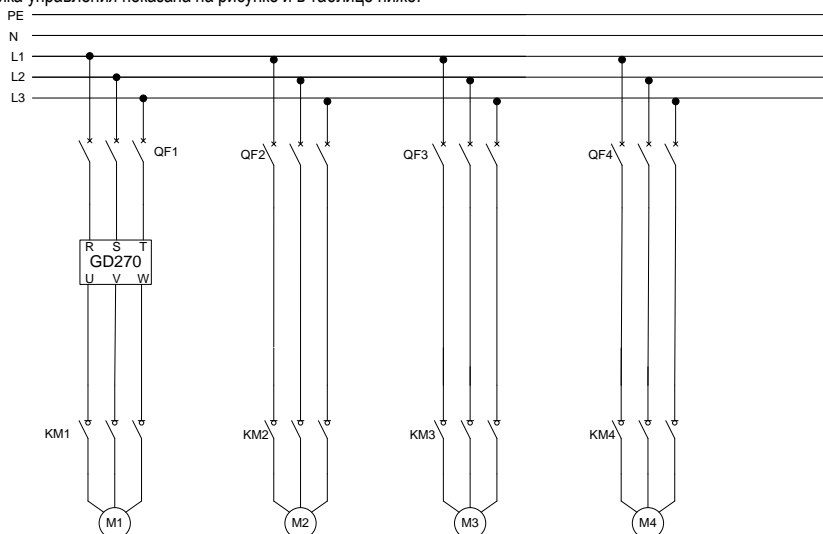 ика управления показана на рисунке и в таблице ниже.
PE
N
L1
L2
L3
QF1
QF2
QF3
QF4
R S T
GD270
U V W
KM1
KM2
KM3
KM4
M1
M2
M3
M4